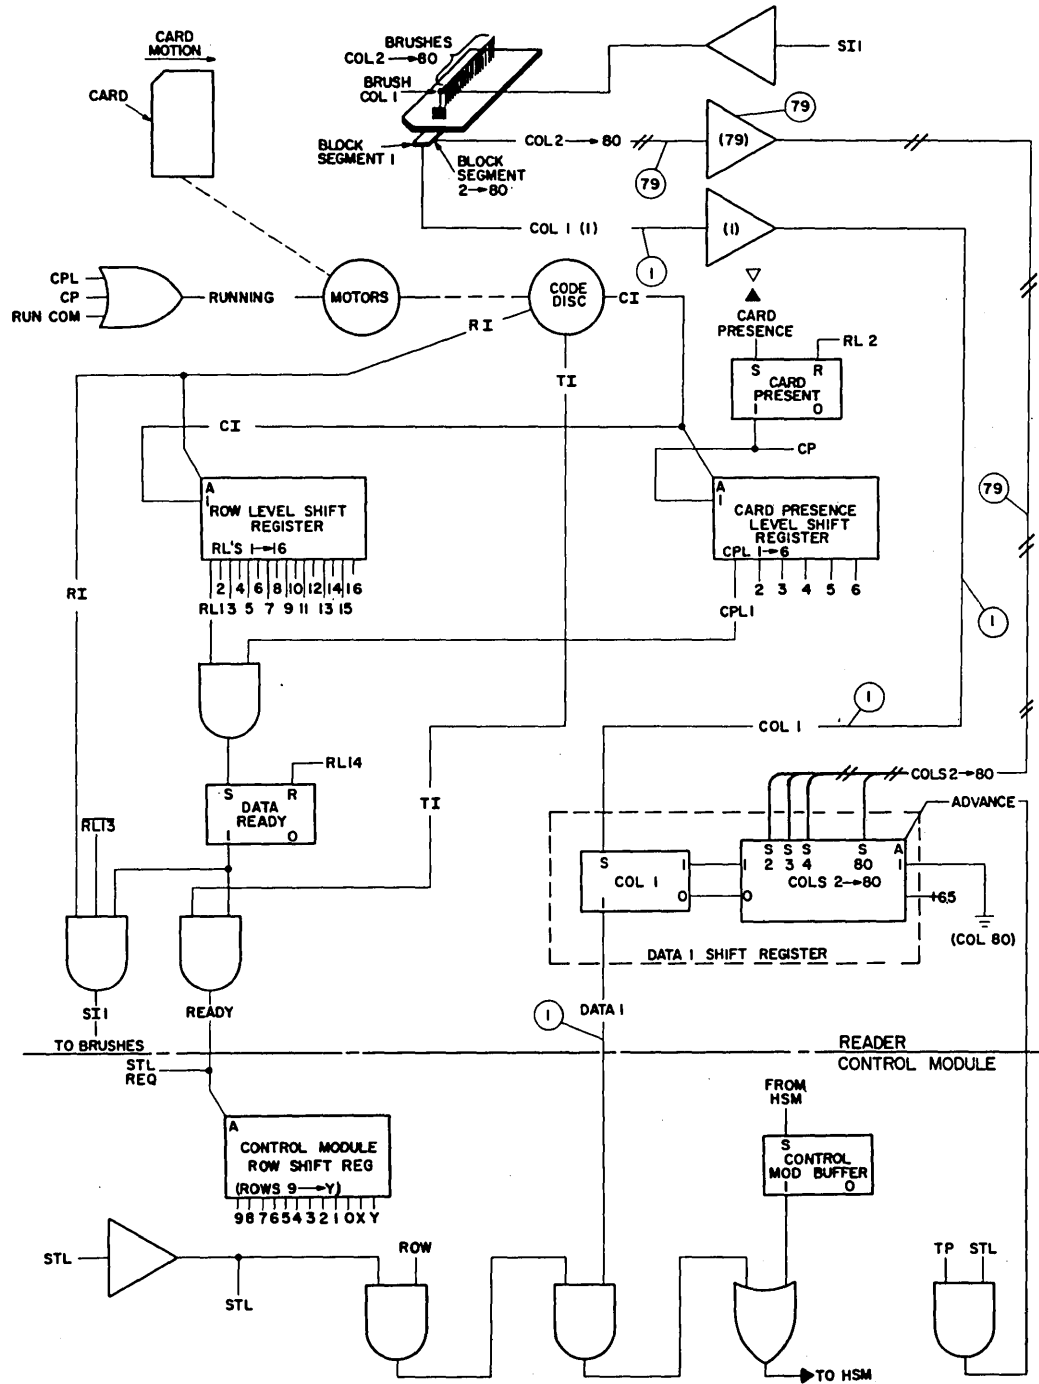 CARD
MOTION
CARD
BRUSHES
COL2 → 80
BRUSH
COL 1
SI1
BLOCK
SEGMENT 1
BLOCK
SEGMENT
2→80
COL2 → 80
79
(79)
79
COL 1 (1)
1
(1)
CPL
CP
RUN COM
RUNNING
MOTORS
CODE
DISC
CI
RI
TI
CARD
PRESENCE
RL 2
S R
CARD
PRESENT
1 0
CP
CI
A
1
ROW LEVEL SHIFT
REGISTER
RL'S 1→16
2 4 6 8 10 12 14 16
RL1 3 5 7 9 11 13 15
A
1
CARD PRESENCE
LEVEL SHIFT
REGISTER
CPL 1→6
2 3 4 5 6
CPL1
79
RI
1
1
COL 1
RL14
S R
DATA
READY
1 0
TI
RL13
COLS 2→80
ADVANCE
S
COL 1
1
0
1
S S S S A
2 3 4 80 1
1
COLS 2→80
0
+6.5
(COL 80)
DATA 1 SHIFT REGISTER
SI1
READY
1
DATA 1
TO BRUSHES
READER
CONTROL MODULE
STL
REQ
FROM
HSM
A
CONTROL MODULE
ROW SHIFT REG
(ROWS 9→Y)
9 8 7 6 5 4 3 2 1 0 X Y
S
CONTROL
MOD BUFFER
1 0
STL
STL
ROW
TP STL
TO HSM